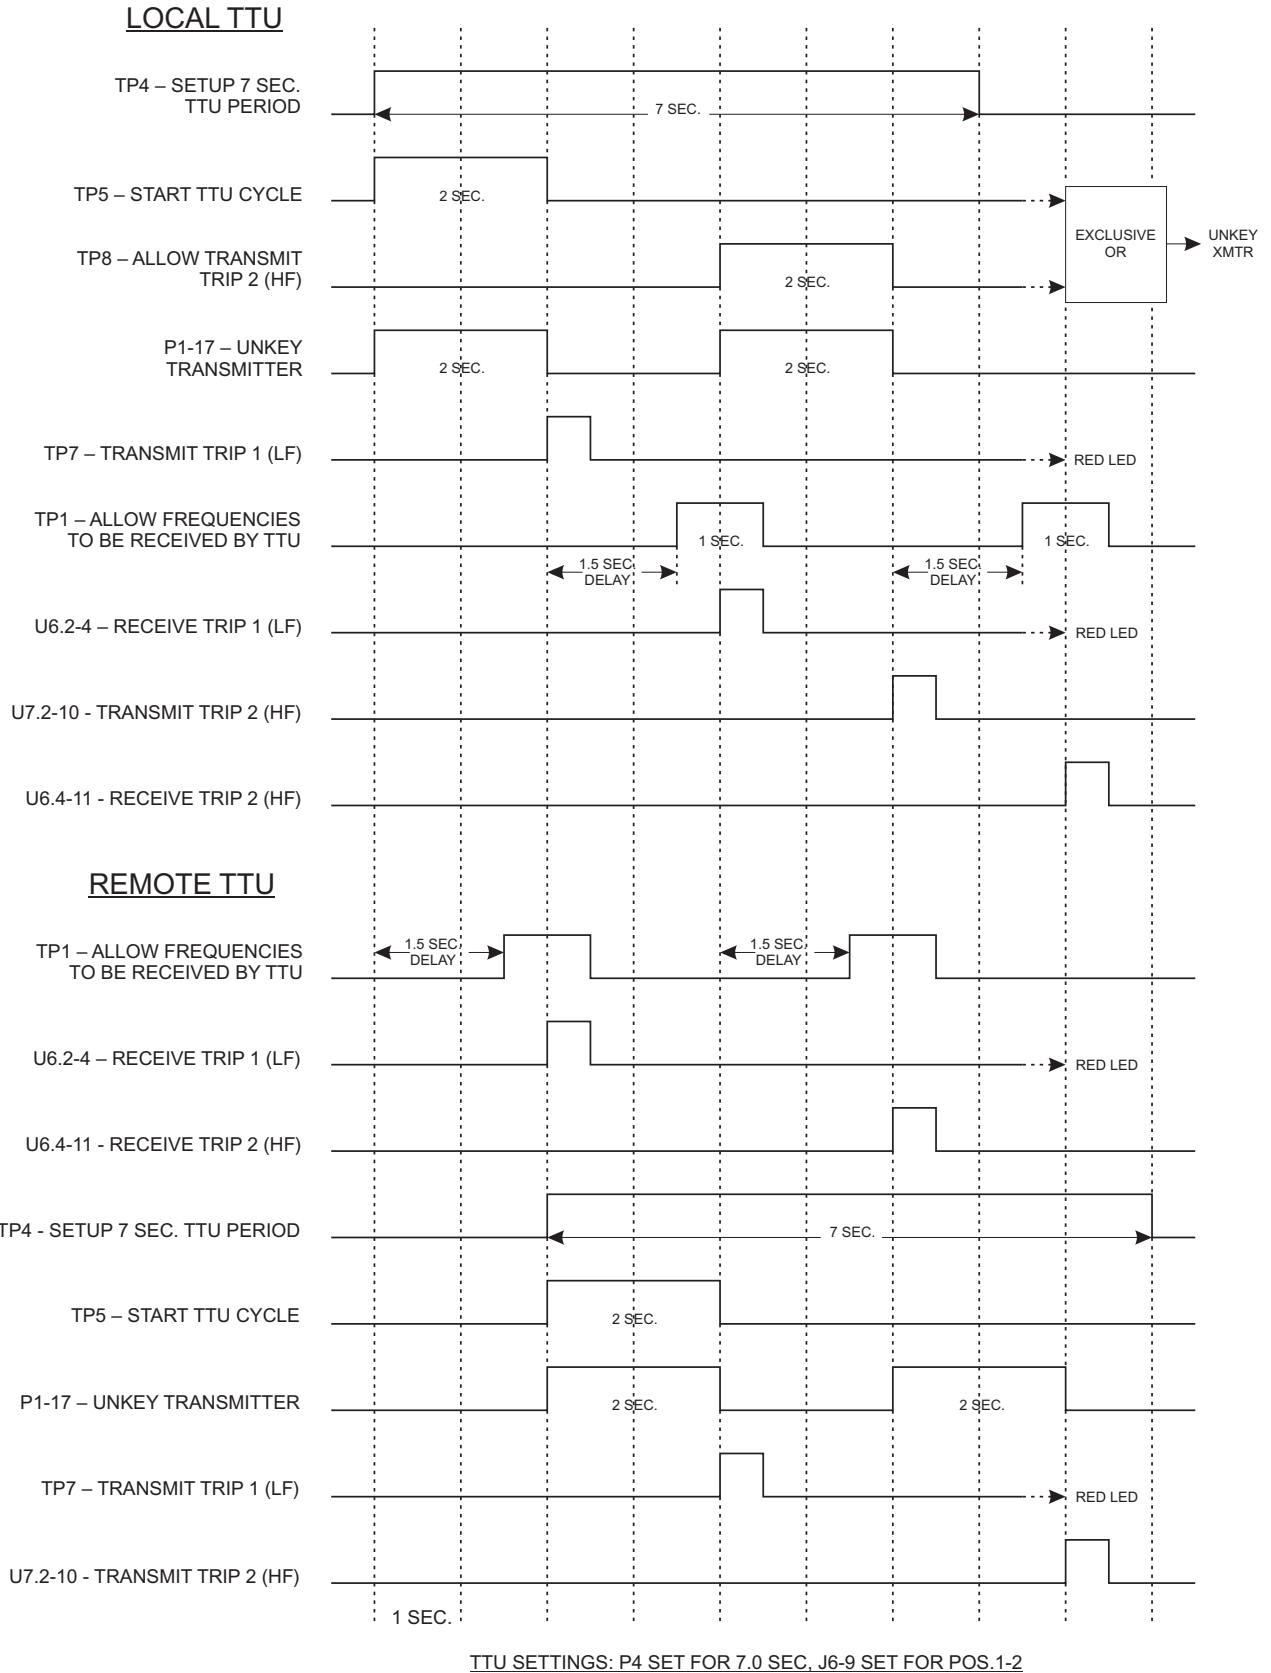 LOCAL TTU
TP4 – SETUP 7 SEC.
TTU PERIOD
7 SEC.
TP5 – START TTU CYCLE
2 SEC.
EXCLUSIVE
OR
UNKEY
XMTR
TP8 – ALLOW TRANSMIT
TRIP 2 (HF)
2 SEC.
P1-17 – UNKEY
TRANSMITTER
2 SEC.
2 SEC.
TP7 – TRANSMIT TRIP 1 (LF)
RED LED
TP1 – ALLOW FREQUENCIES
TO BE RECEIVED BY TTU
1 SEC.
1 SEC.
1.5 SEC.
DELAY
1.5 SEC.
DELAY
U6.2-4 – RECEIVE TRIP 1 (LF)
RED LED
U7.2-10 - TRANSMIT TRIP 2 (HF)
U6.4-11 - RECEIVE TRIP 2 (HF)
REMOTE TTU
TP1 – ALLOW FREQUENCIES
TO BE RECEIVED BY TTU
1.5 SEC.
DELAY
1.5 SEC.
DELAY
U6.2-4 – RECEIVE TRIP 1 (LF)
RED LED
U6.4-11 - RECEIVE TRIP 2 (HF)
TP4 - SETUP 7 SEC. TTU PERIOD
7 SEC.
TP5 – START TTU CYCLE
2 SEC.
P1-17 – UNKEY TRANSMITTER
2 SEC.
2 SEC.
TP7 – TRANSMIT TRIP 1 (LF)
RED LED
U7.2-10 - TRANSMIT TRIP 2 (HF)
1 SEC.
TTU SETTINGS: P4 SET FOR 7.0 SEC, J6-9 SET FOR POS.1-2